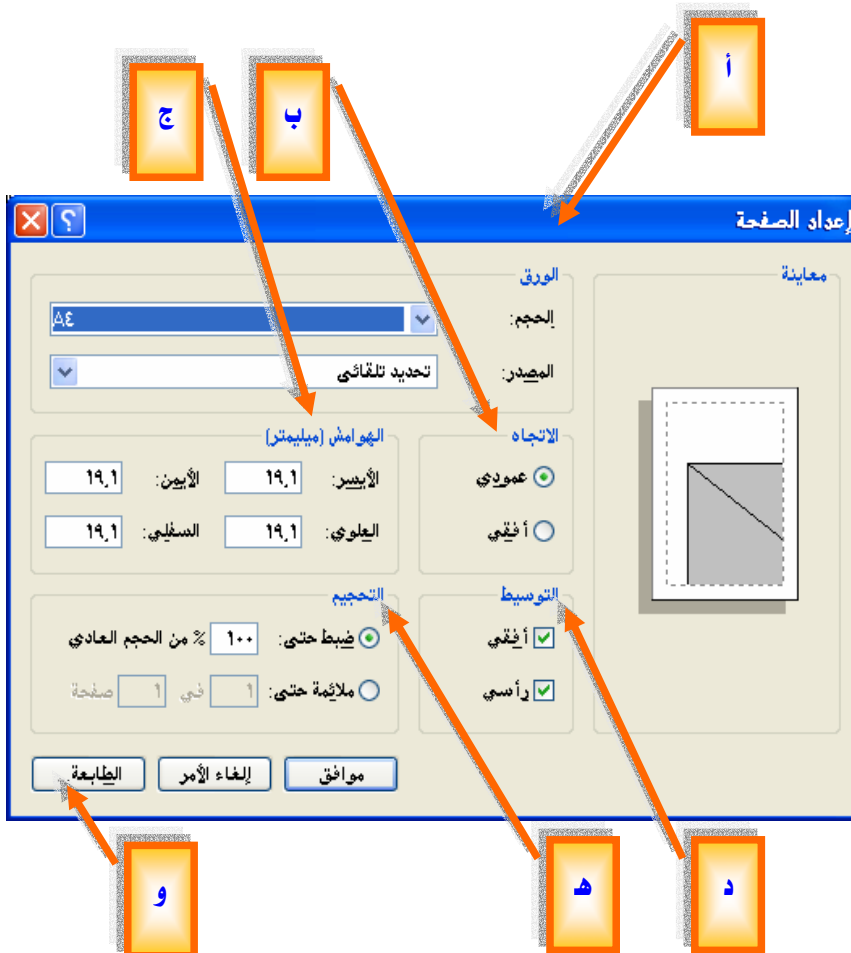 أ
ب
ج
إعداد الصفحة
معاينة
الورق
الحجم:
A٤
المصدر:
تحديد تلقائي
الاتجاه
عمودي
أفقي
الهوامش (ميليمتر)
الأيسر: ١٩,١ الأيمن: ١٩,١
العلوي: ١٩,١ السفلي: ١٩,١
التوسيط
أفقي
رأسي
التحجيم
ضبط حتى: ١٠٠ % من الحجم العادي
ملائمة حتى: ١ في ١ صفحة
موافق إلغاء الأمر الطابعة...
د
هـ
و